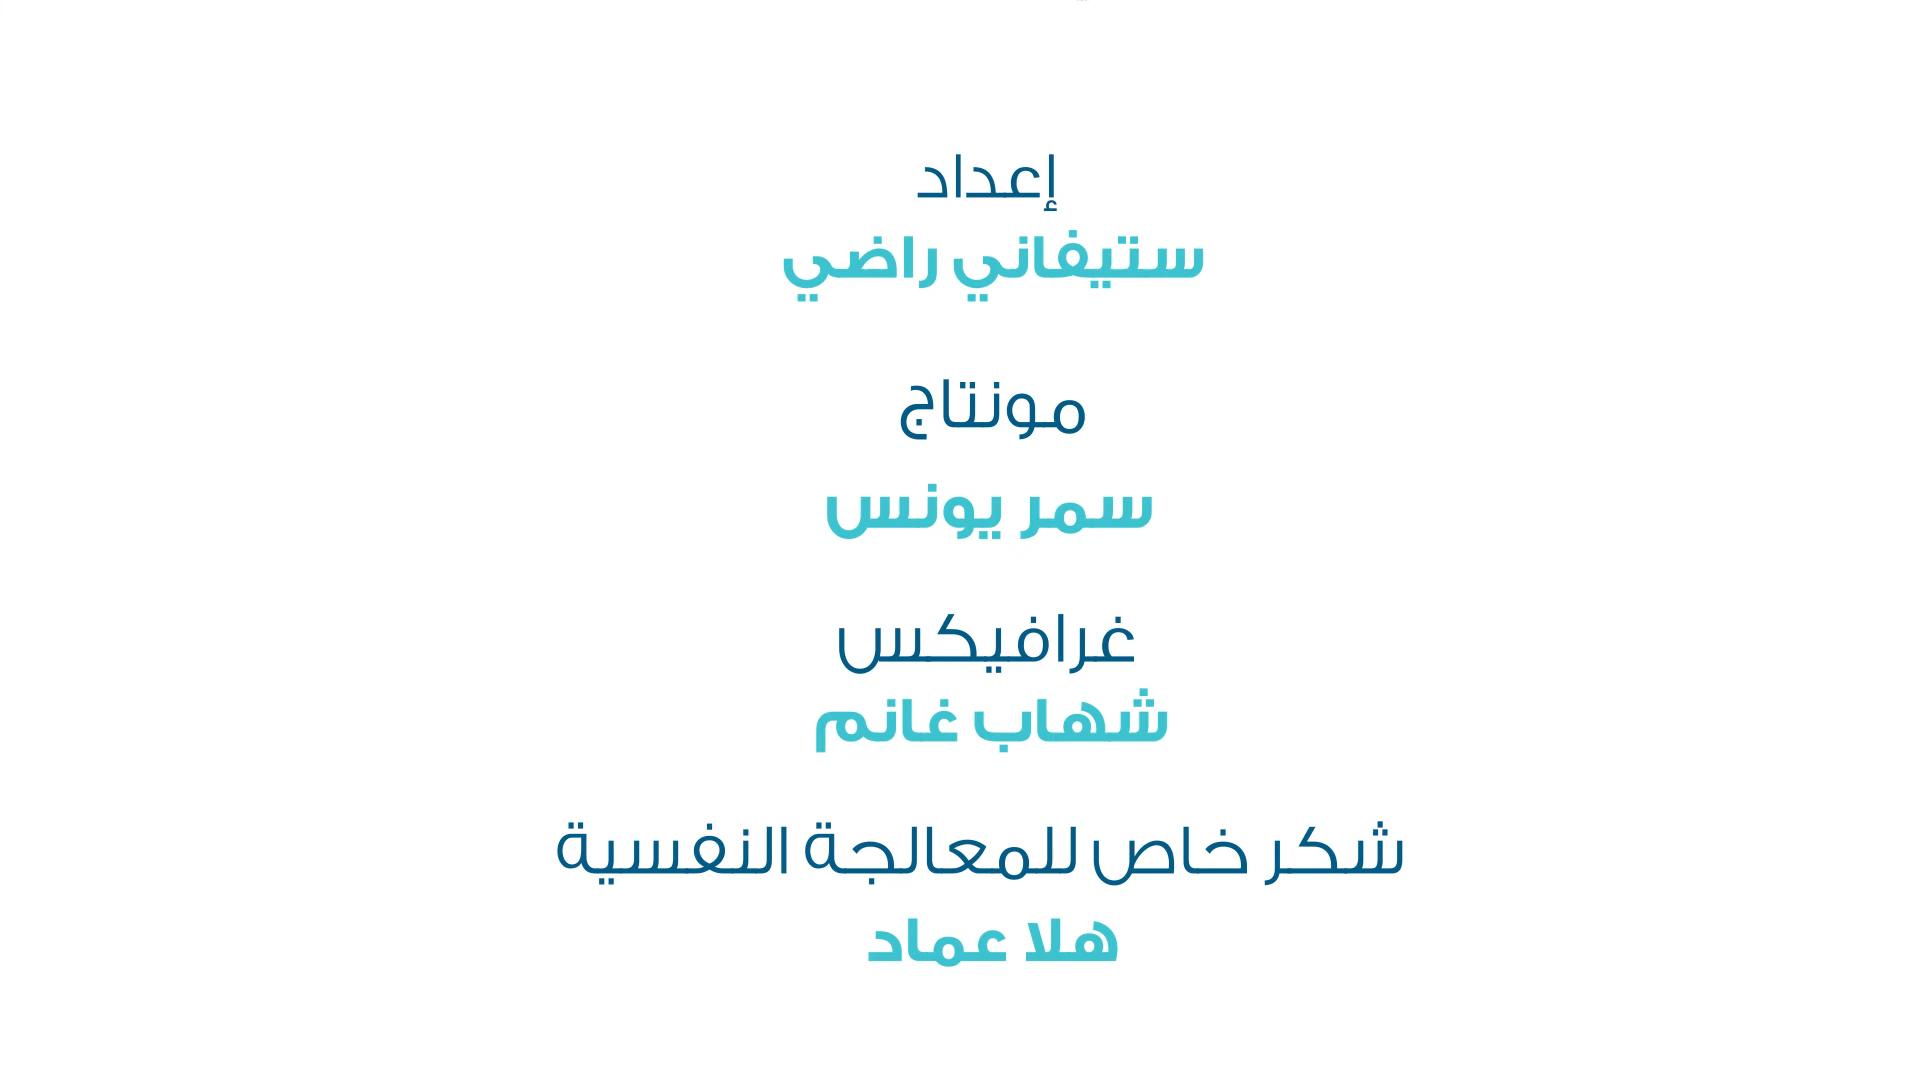 إعداد
ستيفاني راضي
مونتاج
سمر يونس
غرافيكس
شهاب غانم
شكر خاص للمعالجة النفسية
هلا عماد